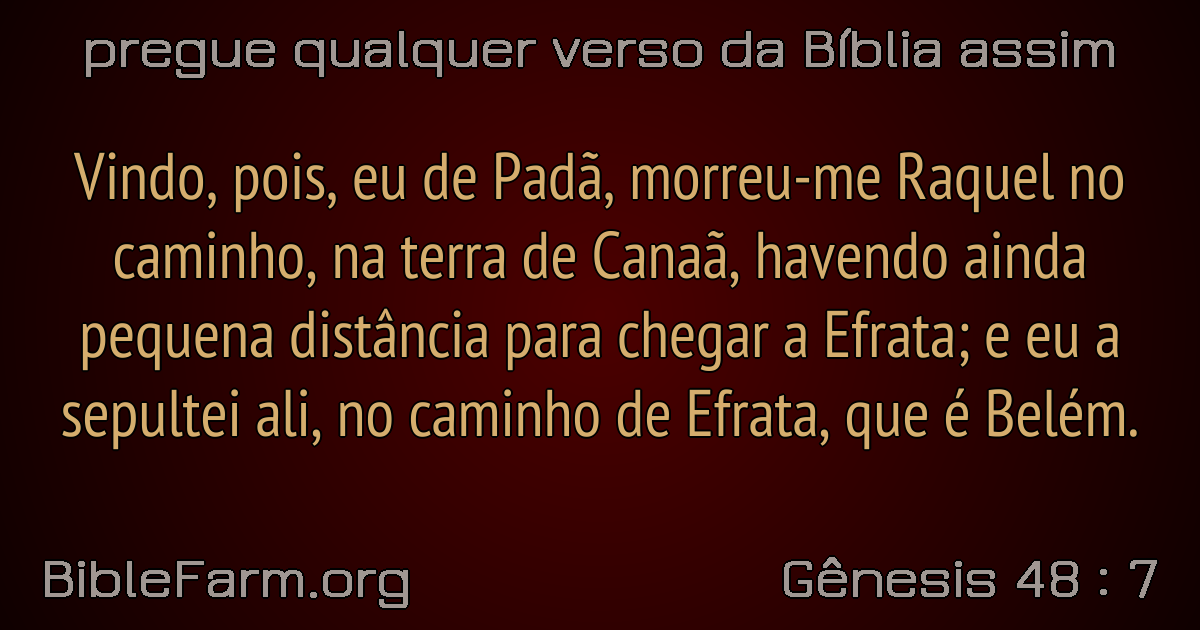 pregue qualquer verso da Bíblia assim
Vindo, pois, eu de Padã, morreu-me Raquel no
caminho, na terra de Canaã, havendo ainda
pequena distância para chegar a Efrata; e eu a
sepultei ali, no caminho de Efrata, que é Belém.
BibleFarm.org
Gênesis 48 : 7